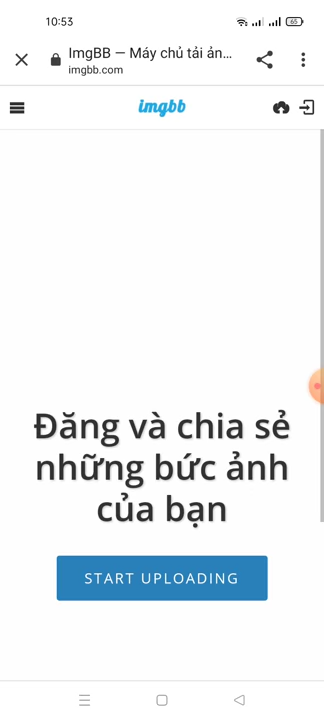 10:53
65
ImgBB — Máy chủ tải ản...
imgbb.com
imgbb
Đăng và chia sẻ
những bức ảnh
của bạn
START UPLOADING